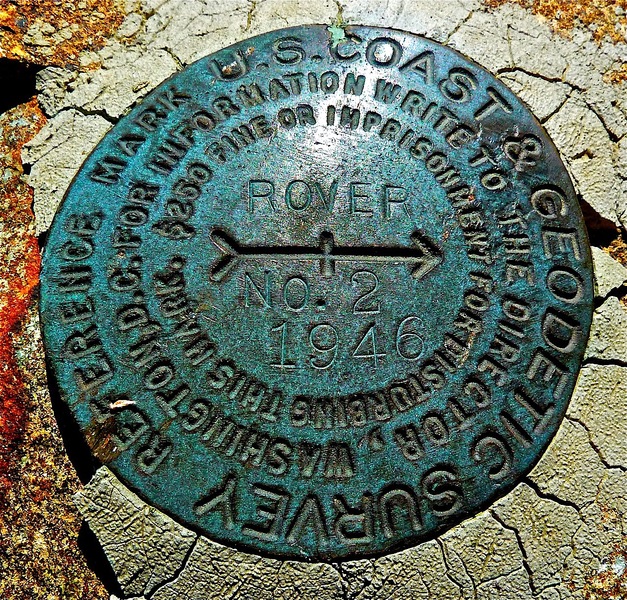 U.S. COAST & GEODETIC SURVEY
REFERENCE MARK
FOR INFORMATION WRITE TO THE DIRECTOR, WASHINGTON, D.C.
$250 FINE OR IMPRISONMENT FOR DISTURBING THIS MARK.
ROVER
NO. 2
1946